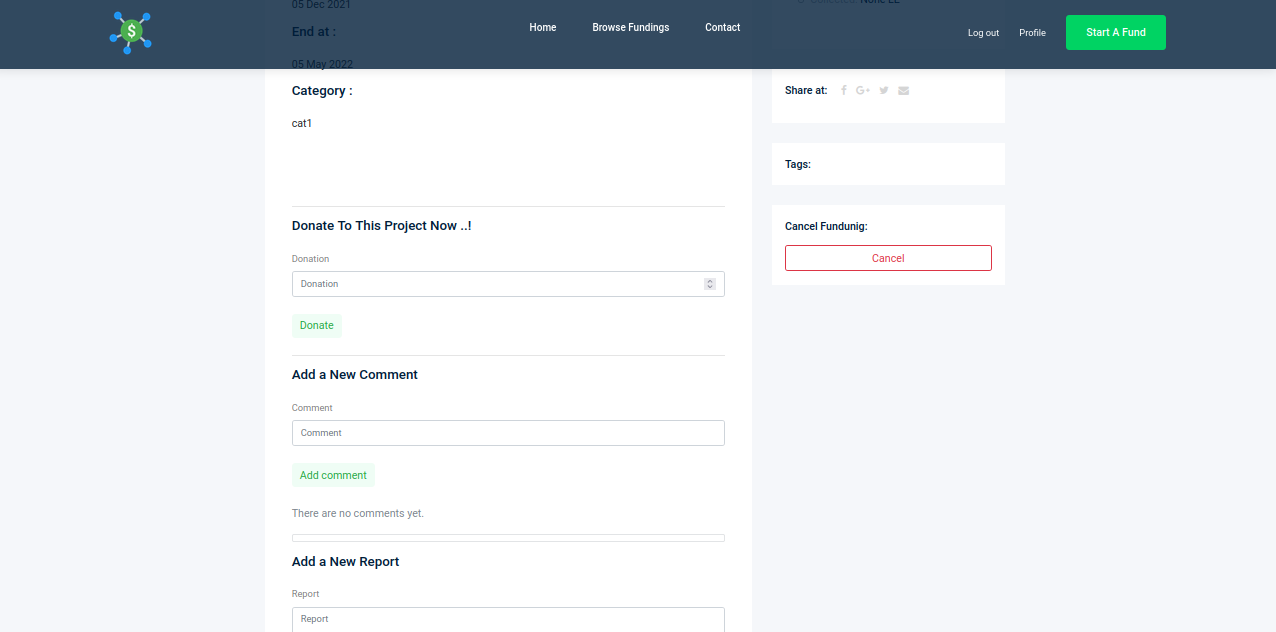 $
Home
Browse Fundings
Contact
Log out
Profile
Start A Fund
05 Dec 2021
End at :
05 May 2022
Category :
cat1
Donate To This Project Now ..!
Donation
Donation
Donate
Add a New Comment
Comment
Comment
Add comment
There are no comments yet.
Add a New Report
Report
Report
None LE
Share at:
Tags:
Cancel Fundunig:
Cancel